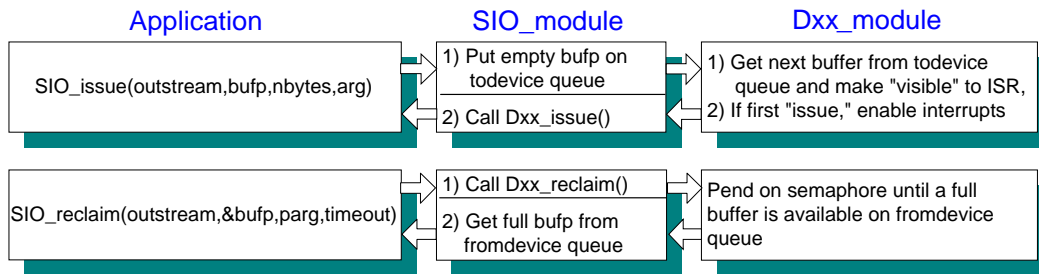 Application
SIO_module
Dxx_module
SIO_issue(outstream,bufp,nbytes,arg)
1) Put empty bufp on
todevice queue
2) Call Dxx_issue()
1) Get next buffer from todevice
queue and make "visible" to ISR,
2) If first "issue," enable interrupts
SIO_reclaim(outstream,&bufp,parg,timeout)
1) Call Dxx_reclaim()
2) Get full bufp from
fromdevice queue
Pend on semaphore until a full
buffer is available on fromdevice
queue